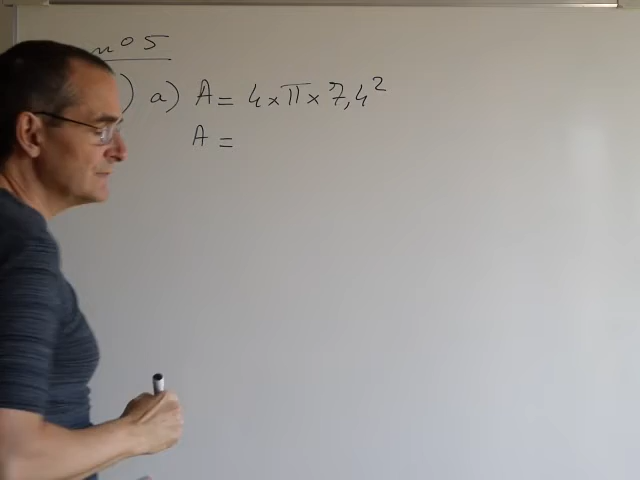 n°5
) a) A = 4 × π × 7,4²
A =